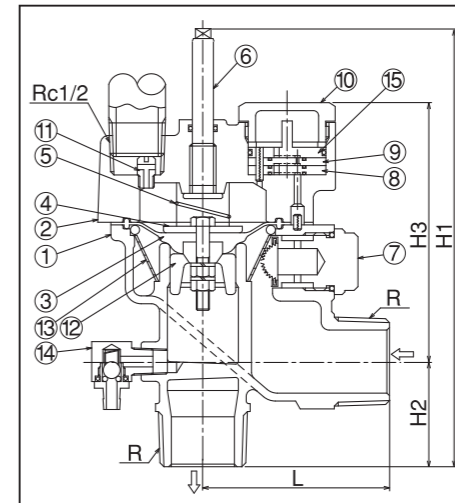 ⑥
⑩
⑮
Rc1/2
⑪
⑨
⑤
⑧
④
②
①
⑦
③
⑬
⑫
⑭
R
R
L
H3
H1
H2